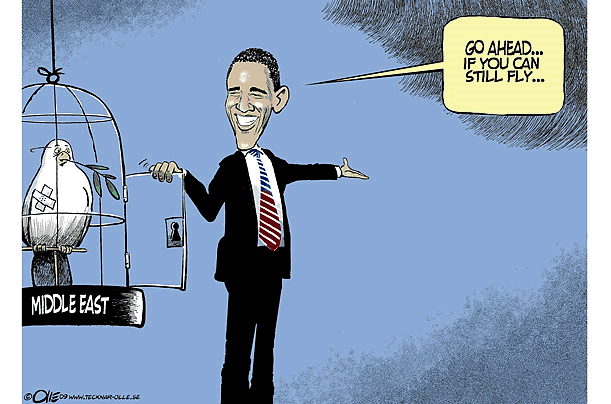 GO AHEAD...
IF YOU CAN
STILL FLY...
MIDDLE EAST
© Olle 09 WWW.TECKNAR-OLLE.SE